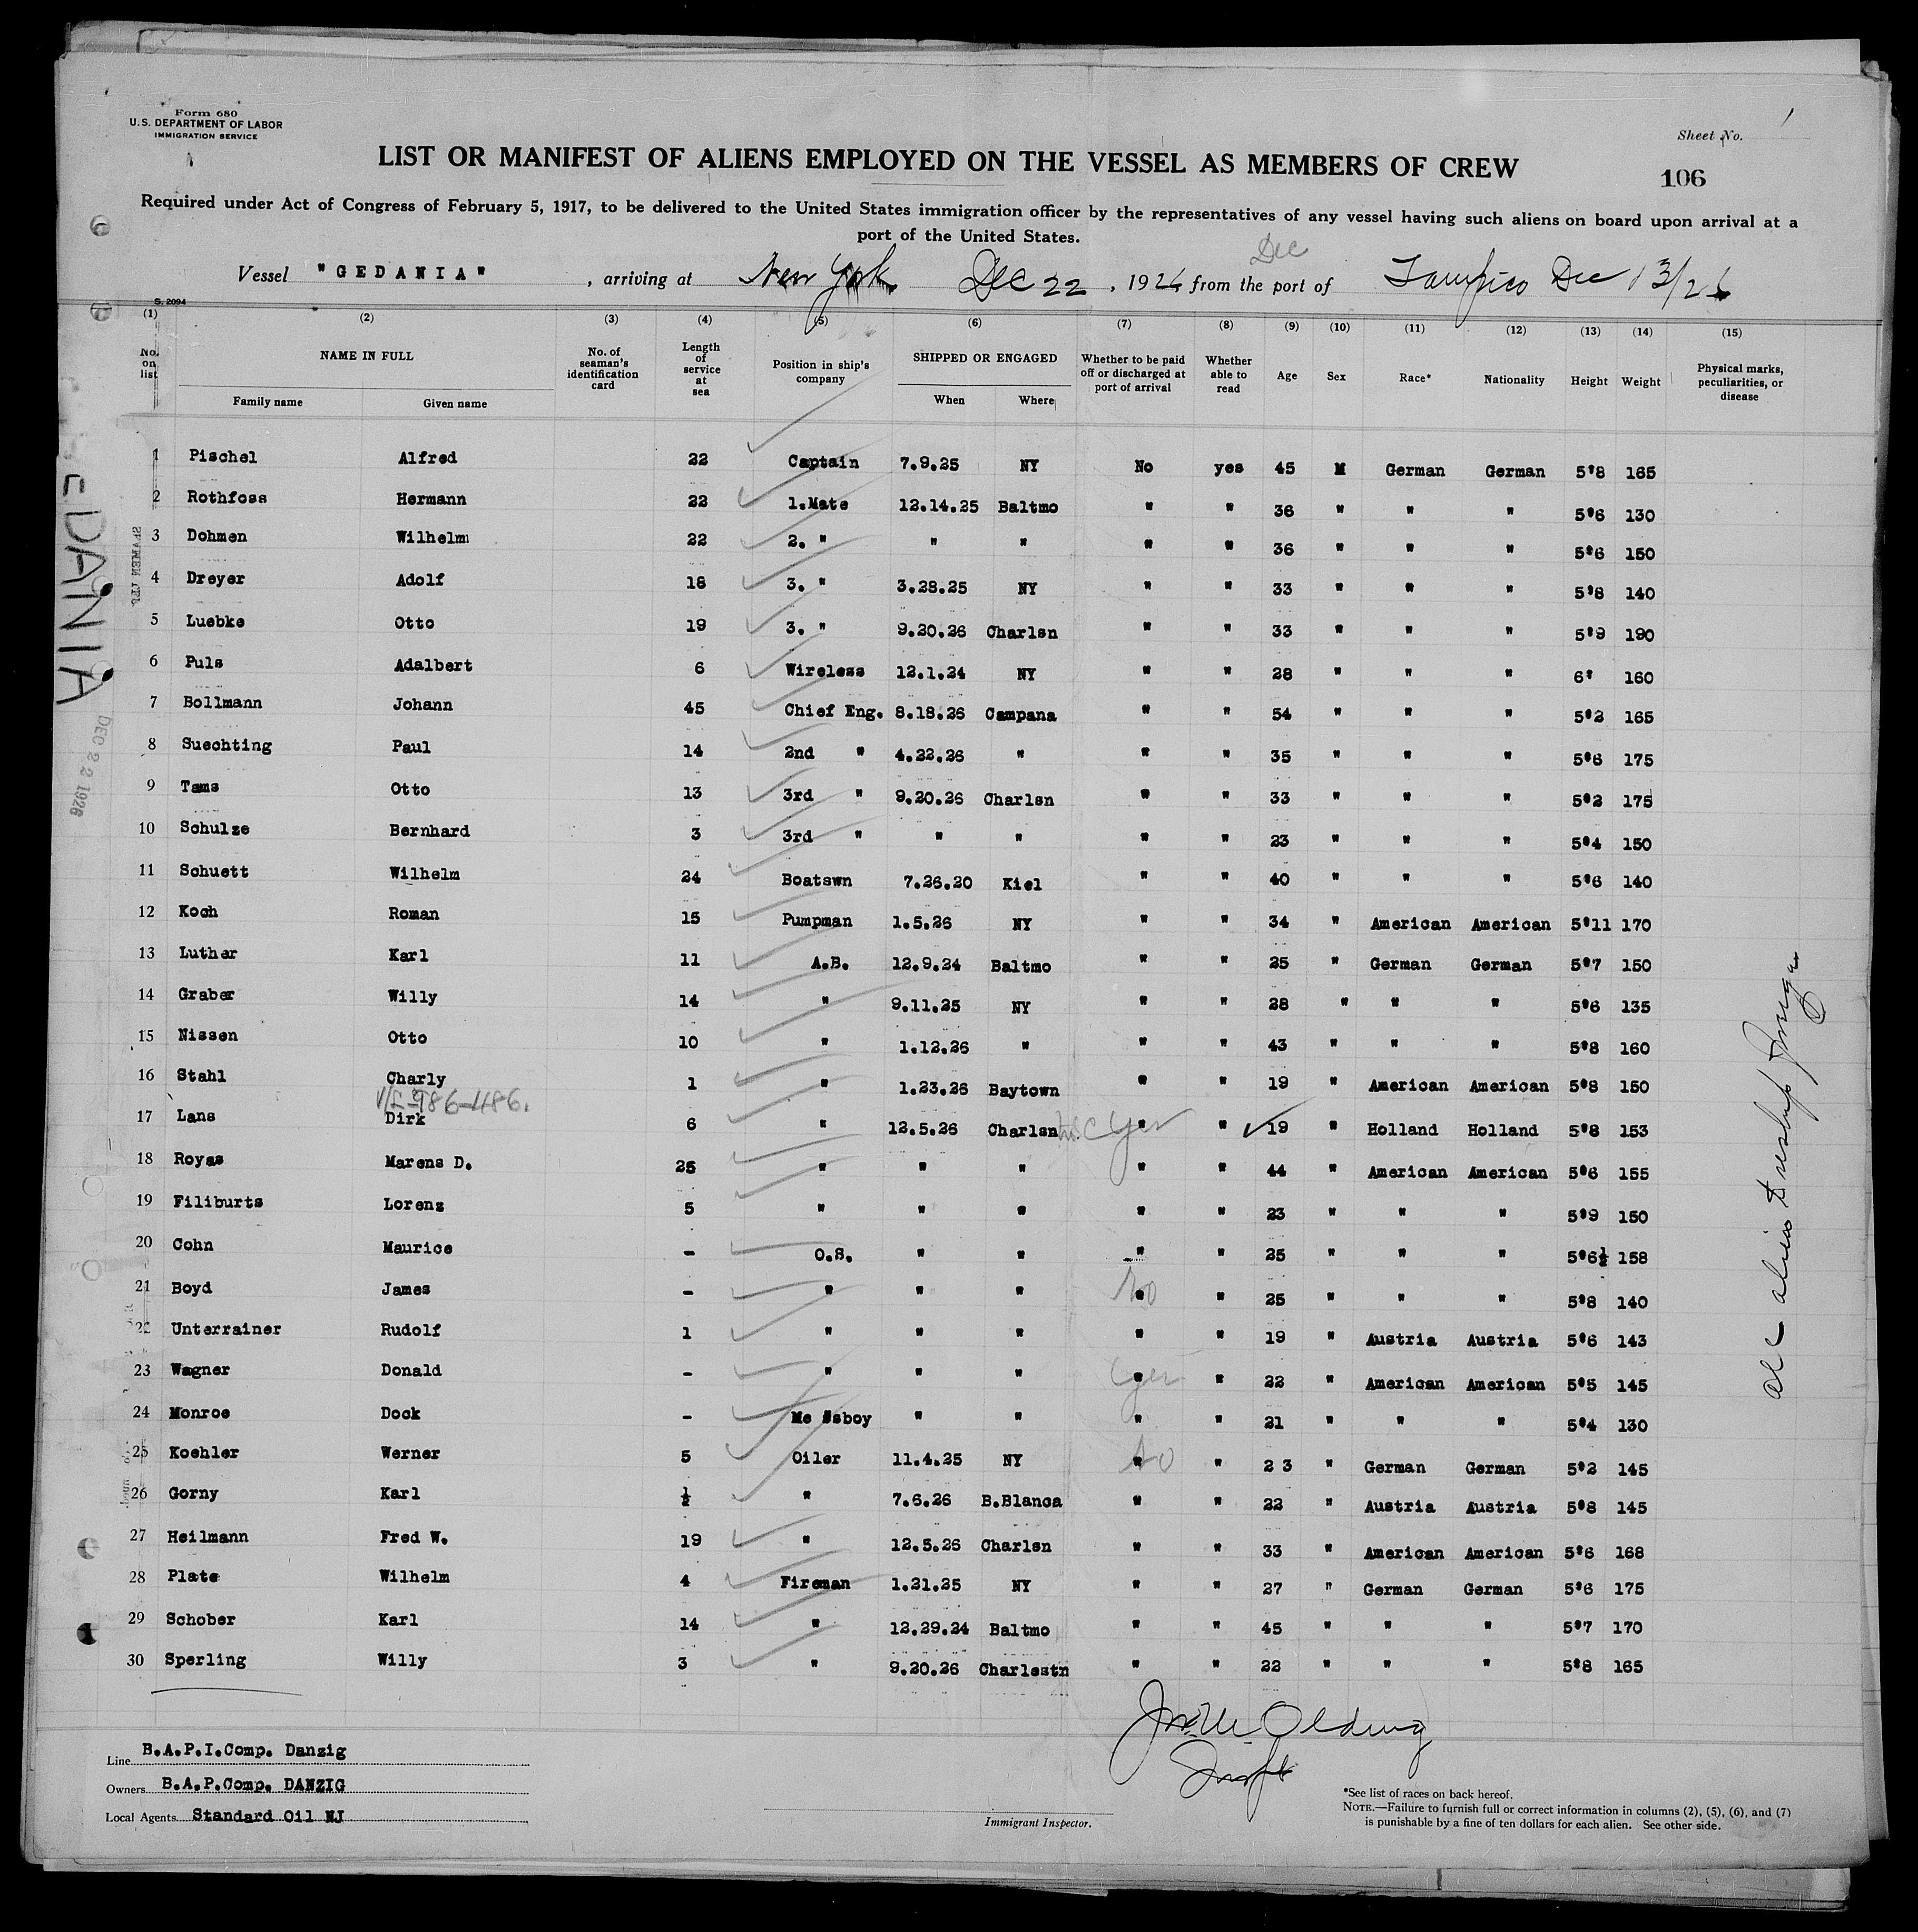 Form 680
U.S. DEPARTMENT OF LABOR
IMMIGRATION SERVICE
Sheet No. 1
LIST OR MANIFEST OF ALIENS EMPLOYED ON THE VESSEL AS MEMBERS OF CREW
106
Required under Act of Congress of February 5, 1917, to be delivered to the United States immigration officer by the representatives of any vessel having such aliens on board upon arrival at a
port of the United States.
Dec
Vessel "GEDANIA", arriving at New York Dec 22, 1926, from the port of Tampico Dec 13/26
S. 2094
(1) (2) (3) (4) (5) (6) (7) (8) (9) (10) (11) (12) (13) (14) (15)
No. on list NAME IN FULL Family name Given name No. of seaman's identification card Length of service at sea Position in ship's company SHIPPED OR ENGAGED When Where Whether to be paid off or discharged at port of arrival Whether able to read Age Sex Race* Nationality Height Weight Physical marks, peculiarities, or disease
1 Pischel Alfred 22 Captain 7.9.25 NY No yes 45 M German German 5'8 165
2 Rothfoss Hermann 22 1.Mate 12.14.25 Baltmo " " 36 " " " 5'6 130
3 Dohmen Wilhelm 22 2. " " " " " 36 " " " 5'6 150
4 Dreyer Adolf 18 3. " 3.28.25 NY " " 33 " " " 5'8 140
5 Luebke Otto 19 3. " 9.20.26 Charlsn " " 33 " " " 5'9 190
6 Puls Adalbert 6 Wireless 12.1.24 NY " " 28 " " " 6' 160
7 Bollmann Johann 45 Chief Eng. 8.18.26 Campana " " 54 " " " 5'2 165
8 Suechting Paul 14 2nd " 4.22.26 " " " 35 " " " 5'6 175
9 Tams Otto 13 3rd " 9.20.26 Charlsn " " 33 " " " 5'2 175
10 Schulze Bernhard 3 3rd " " " " " 23 " " " 5'4 150
11 Schuett Wilhelm 24 Boatswn 7.26.20 Kiel " " 40 " " " 5'6 140
12 Koch Roman 15 Pumpman 1.5.26 NY " " 34 " American American 5'11 170
13 Luther Karl 11 A.B. 12.9.24 Baltmo " " 25 " German German 5'7 150
14 Graber Willy 14 " 9.11.25 NY " " 28 " " " 5'6 135
15 Nissen Otto 10 " 1.12.26 " " " 43 " " " 5'8 160
16 Stahl Charly 1 " 1.23.26 Baytown " " 19 " American American 5'8 150
17 Lans Dirk 6 " 12.5.26 Charlsn yes " " 19 " Holland Holland 5'8 153
18 Royas Marens D. 25 " " " " " 44 " American American 5'6 155
19 Filiburts Lorenz 5 " " " " " 23 " " " 5'9 150
20 Cohn Maurice - O.S. " " " " 25 " " " 5'6½ 158
21 Boyd James - " " " No " " 25 " " " 5'8 140
22 Unterrainer Rudolf 1 " " " " " 19 " Austria Austria 5'6 143
23 Wagner Donald - " " " yes " " 22 " American American 5'5 145
24 Monroe Dock - Me ssboy " " " " 21 " " " 5'4 130
25 Koehler Werner 5 Oiler 11.4.25 NY No " " 2 3 " German German 5'2 145
26 Gorny Karl ½ " 7.6.26 B.Blanca " " 22 " Austria Austria 5'8 145
27 Heilmann Fred W. 19 " 12.5.26 Charlsn " " 33 " American American 5'6 168
28 Plate Wilhelm 4 Fireman 1.21.25 NY " " 27 " German German 5'6 175
29 Schober Karl 14 " 12.29.24 Baltmo " " 45 " " " 5'7 170
30 Sperling Willy 3 " 9.20.26 Charlestn " " 22 " " " 5'8 165
EDANIA
DEC 22 1926
Line B.A.P.I.Comp. Danzig
Owners B.A.P.Comp. DANZIG
Local Agents Standard Oil NJ
Immigrant Inspector.
*See list of races on back hereof.
NOTE.—Failure to furnish full or correct information in columns (2), (5), (6), and (7)
is punishable by a fine of ten dollars for each alien. See other side.